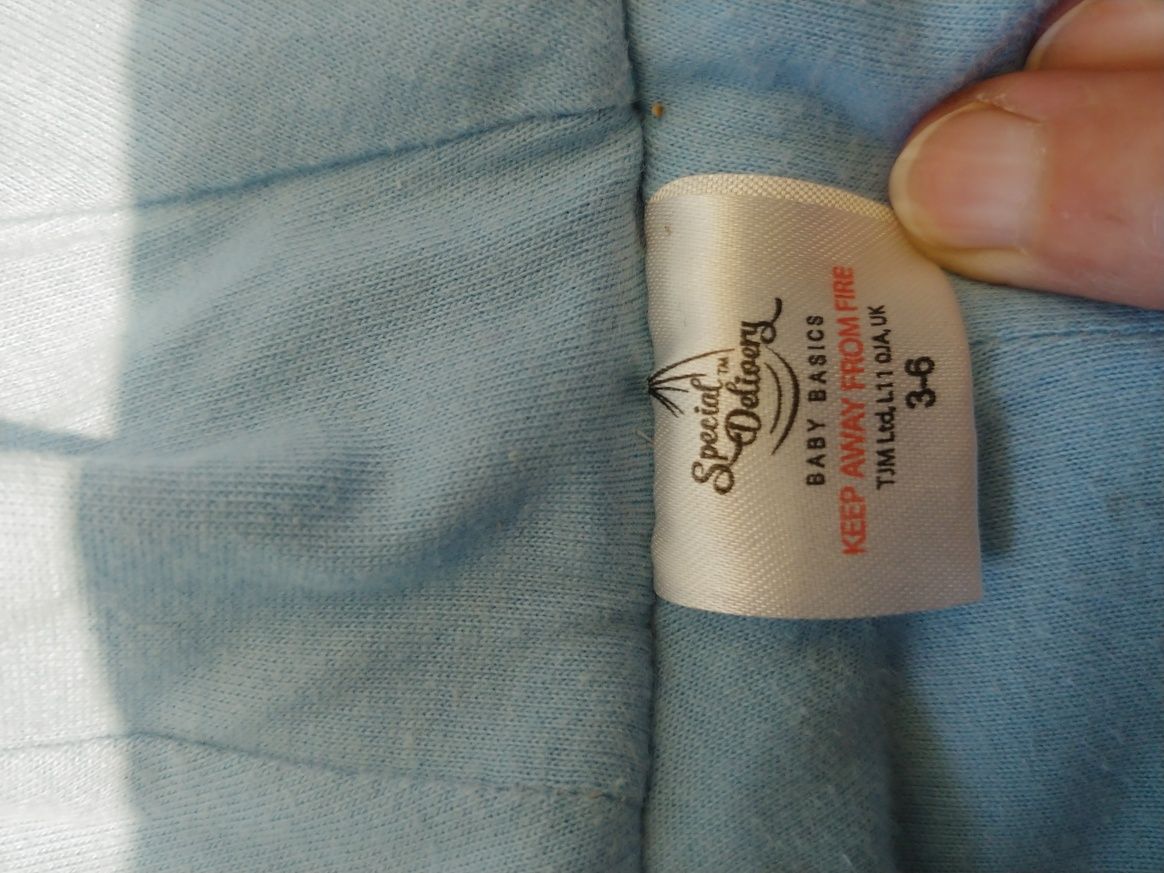 Special™
Delivery
BABY BASICS
KEEP AWAY FROM FIRE
TJM Ltd, L11 0JA, UK
3-6